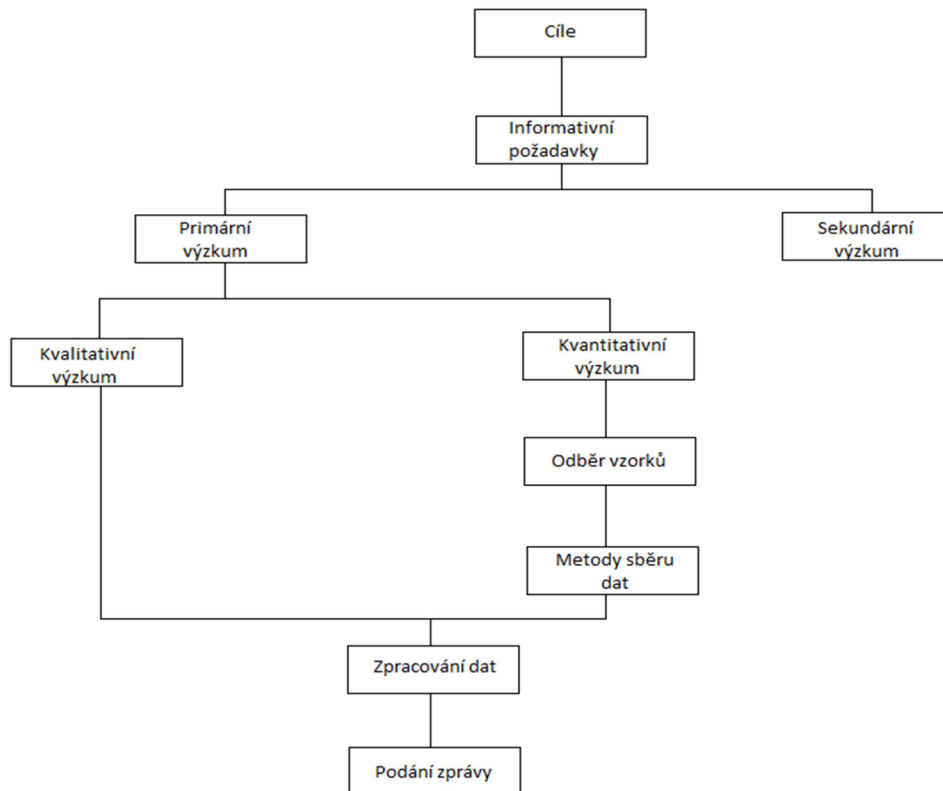 Cíle
Informativní
požadavky
Primární
výzkum
Sekundární
výzkum
Kvalitativní
výzkum
Kvantitativní
výzkum
Odběr vzorků
Metody sběru
dat
Zpracování dat
Podání zprávy